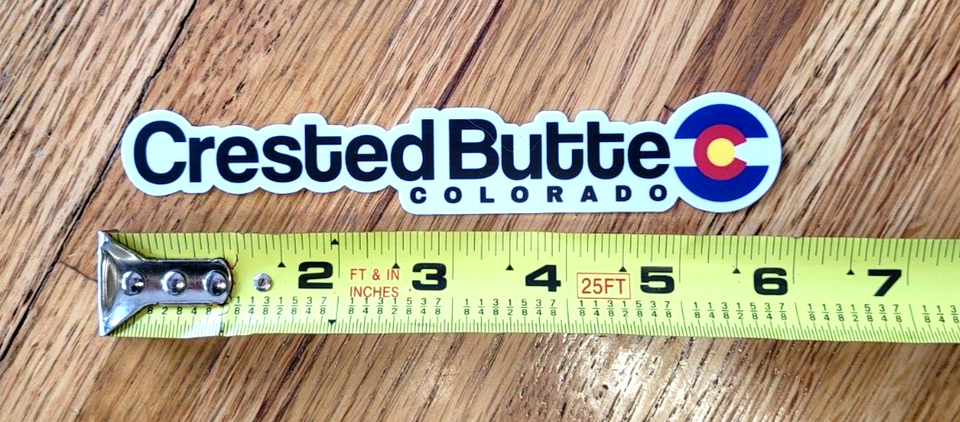 Crested Butte
COLORADO
2 FT & IN 3 4 25FT 5 6 7
INCHES